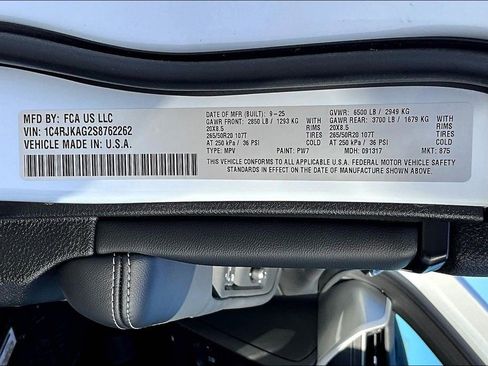 MFD BY: FCA US LLC
VIN: 1C4RJKAG2S8762262
VEHICLE MADE IN U.S.A.
DATE OF MFR (BUILT): 9-25 GVWR: 6500 LB / 2949 KG
GAWR FRONT: 2850 LB / 1293 KG GAWR REAR: 3700 LB / 1679 KG
20X8.5 RIMS 20X8.5 RIMS
265/50R20 107T TIRES 265/50R20 107T TIRES
AT 250 kPa / 36 PSI COLD AT 250 kPa / 36 PSI COLD
TYPE: MPV PAINT: PW7 MDH: 091317 MKT: 875
THIS VEHICLE CONFORMS TO ALL APPLICABLE U.S.A. FEDERAL MOTOR VEHICLE SAFETY STANDARDS
IN EFFECT ON THE DATE OF MANUFACTURE SHOWN ABOVE.